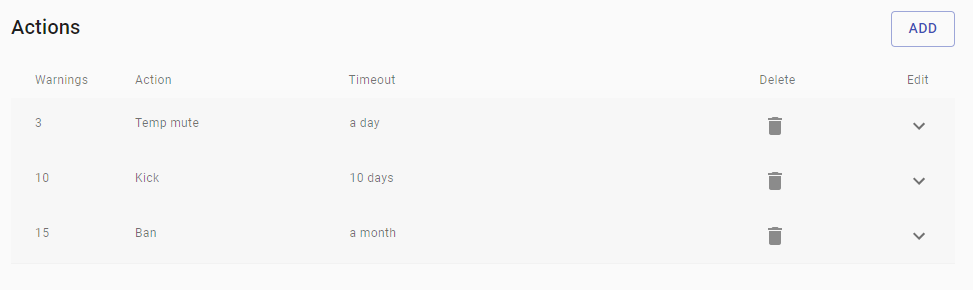 Actions ADD
Warnings Action Timeout Delete Edit
3 Temp mute a day
10 Kick 10 days
15 Ban a month